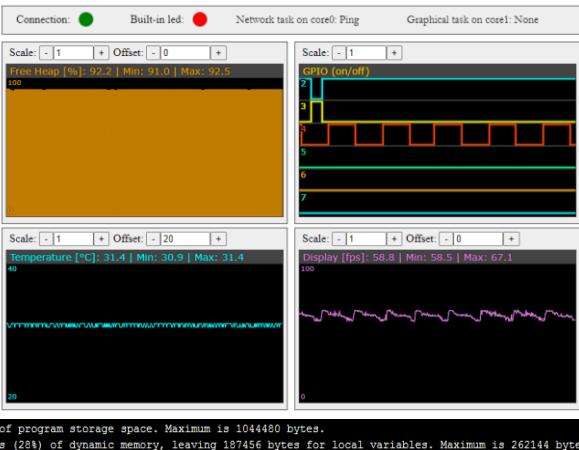 Connection: Built-in led: Network task on core0: Ping Graphical task on core1: None
Scale: - 1 + Offset: - 0 +
Free Heap [%]: 92.2 | Min: 91.0 | Max: 92.5
100
Scale: - 1 +
GPIO (on/off)
2
3
4
5
6
7
Scale: - 1 + Offset: - 20 +
Temperature [°C]: 31.4 | Min: 30.9 | Max: 31.4
40
20
Scale: - 1 + Offset: - 0 +
Display [fps]: 58.8 | Min: 58.5 | Max: 67.1
100
0
of program storage space. Maximum is 1044480 bytes.
s (28%) of dynamic memory, leaving 187456 bytes for local variables. Maximum is 262144 byte